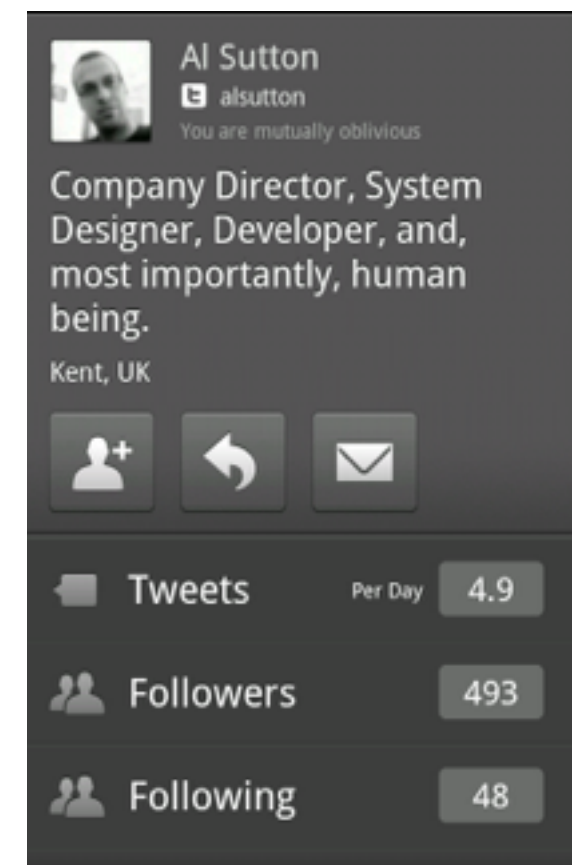 Al Sutton
alsutton
You are mutually oblivious
Company Director, System
Designer, Developer, and,
most importantly, human
being.
Kent, UK
Tweets Per Day 4.9
Followers 493
Following 48